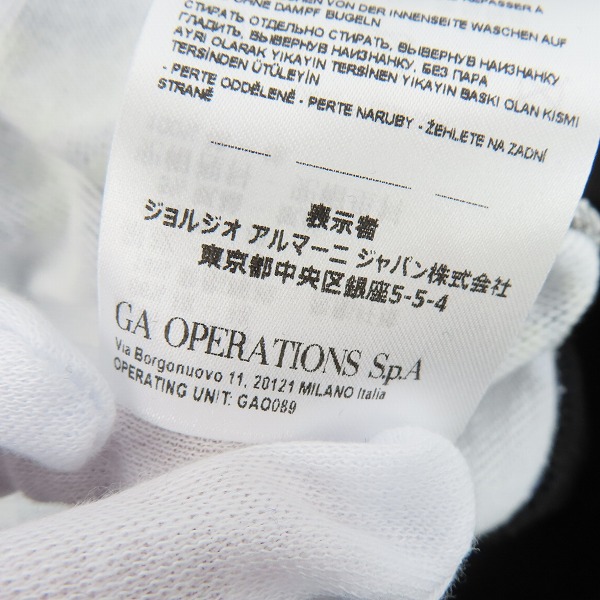 VON DER INNENSEITE WASCHEN AUF
OHNE DAMPF BUGELN
СТИРАТЬ ОТДЕЛЬНО СТИРАТЬ, ВЫВЕРНУВ НАИЗНАНКУ
ГЛАДИТЬ, ВЫВЕРНУВ НАИЗНАНКУ, БЕЗ ПАРА
AYRI OLARAK YIKAYIN TERSİNEN YIKAYIN BASKI OLAN KISMI
TERSİNDEN ÜTÜLEYİN
- PERTE ODDĚLENĚ - PERTE NARUBY - ŽEHLETE NA ZADNÍ
STRANĚ
表示者
ジョルジオ アルマーニ ジャパン株式会社
東京都中央区銀座5-5-4
GA OPERATIONS SpA
Via Borgonuovo 11, 20121 MILANO Italia
OPERATING UNIT: GAO089